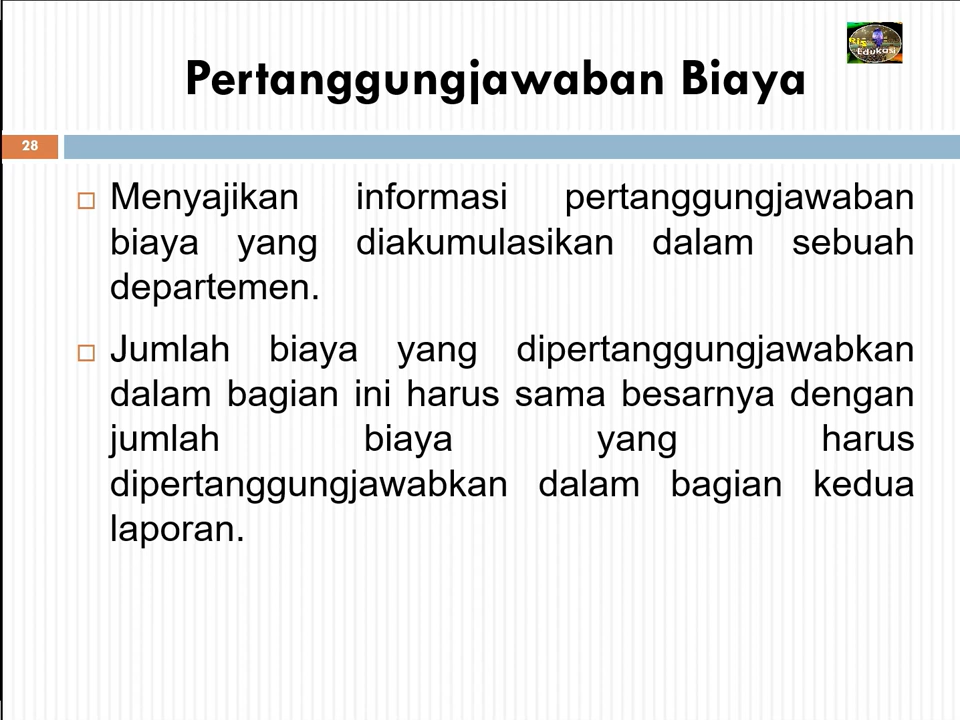 Pertanggungjawaban Biaya
Edukasi
28
Menyajikan informasi pertanggungjawaban
biaya yang diakumulasikan dalam sebuah
departemen.
Jumlah biaya yang dipertanggungjawabkan
dalam bagian ini harus sama besarnya dengan
jumlah biaya yang harus
dipertanggungjawabkan dalam bagian kedua
laporan.